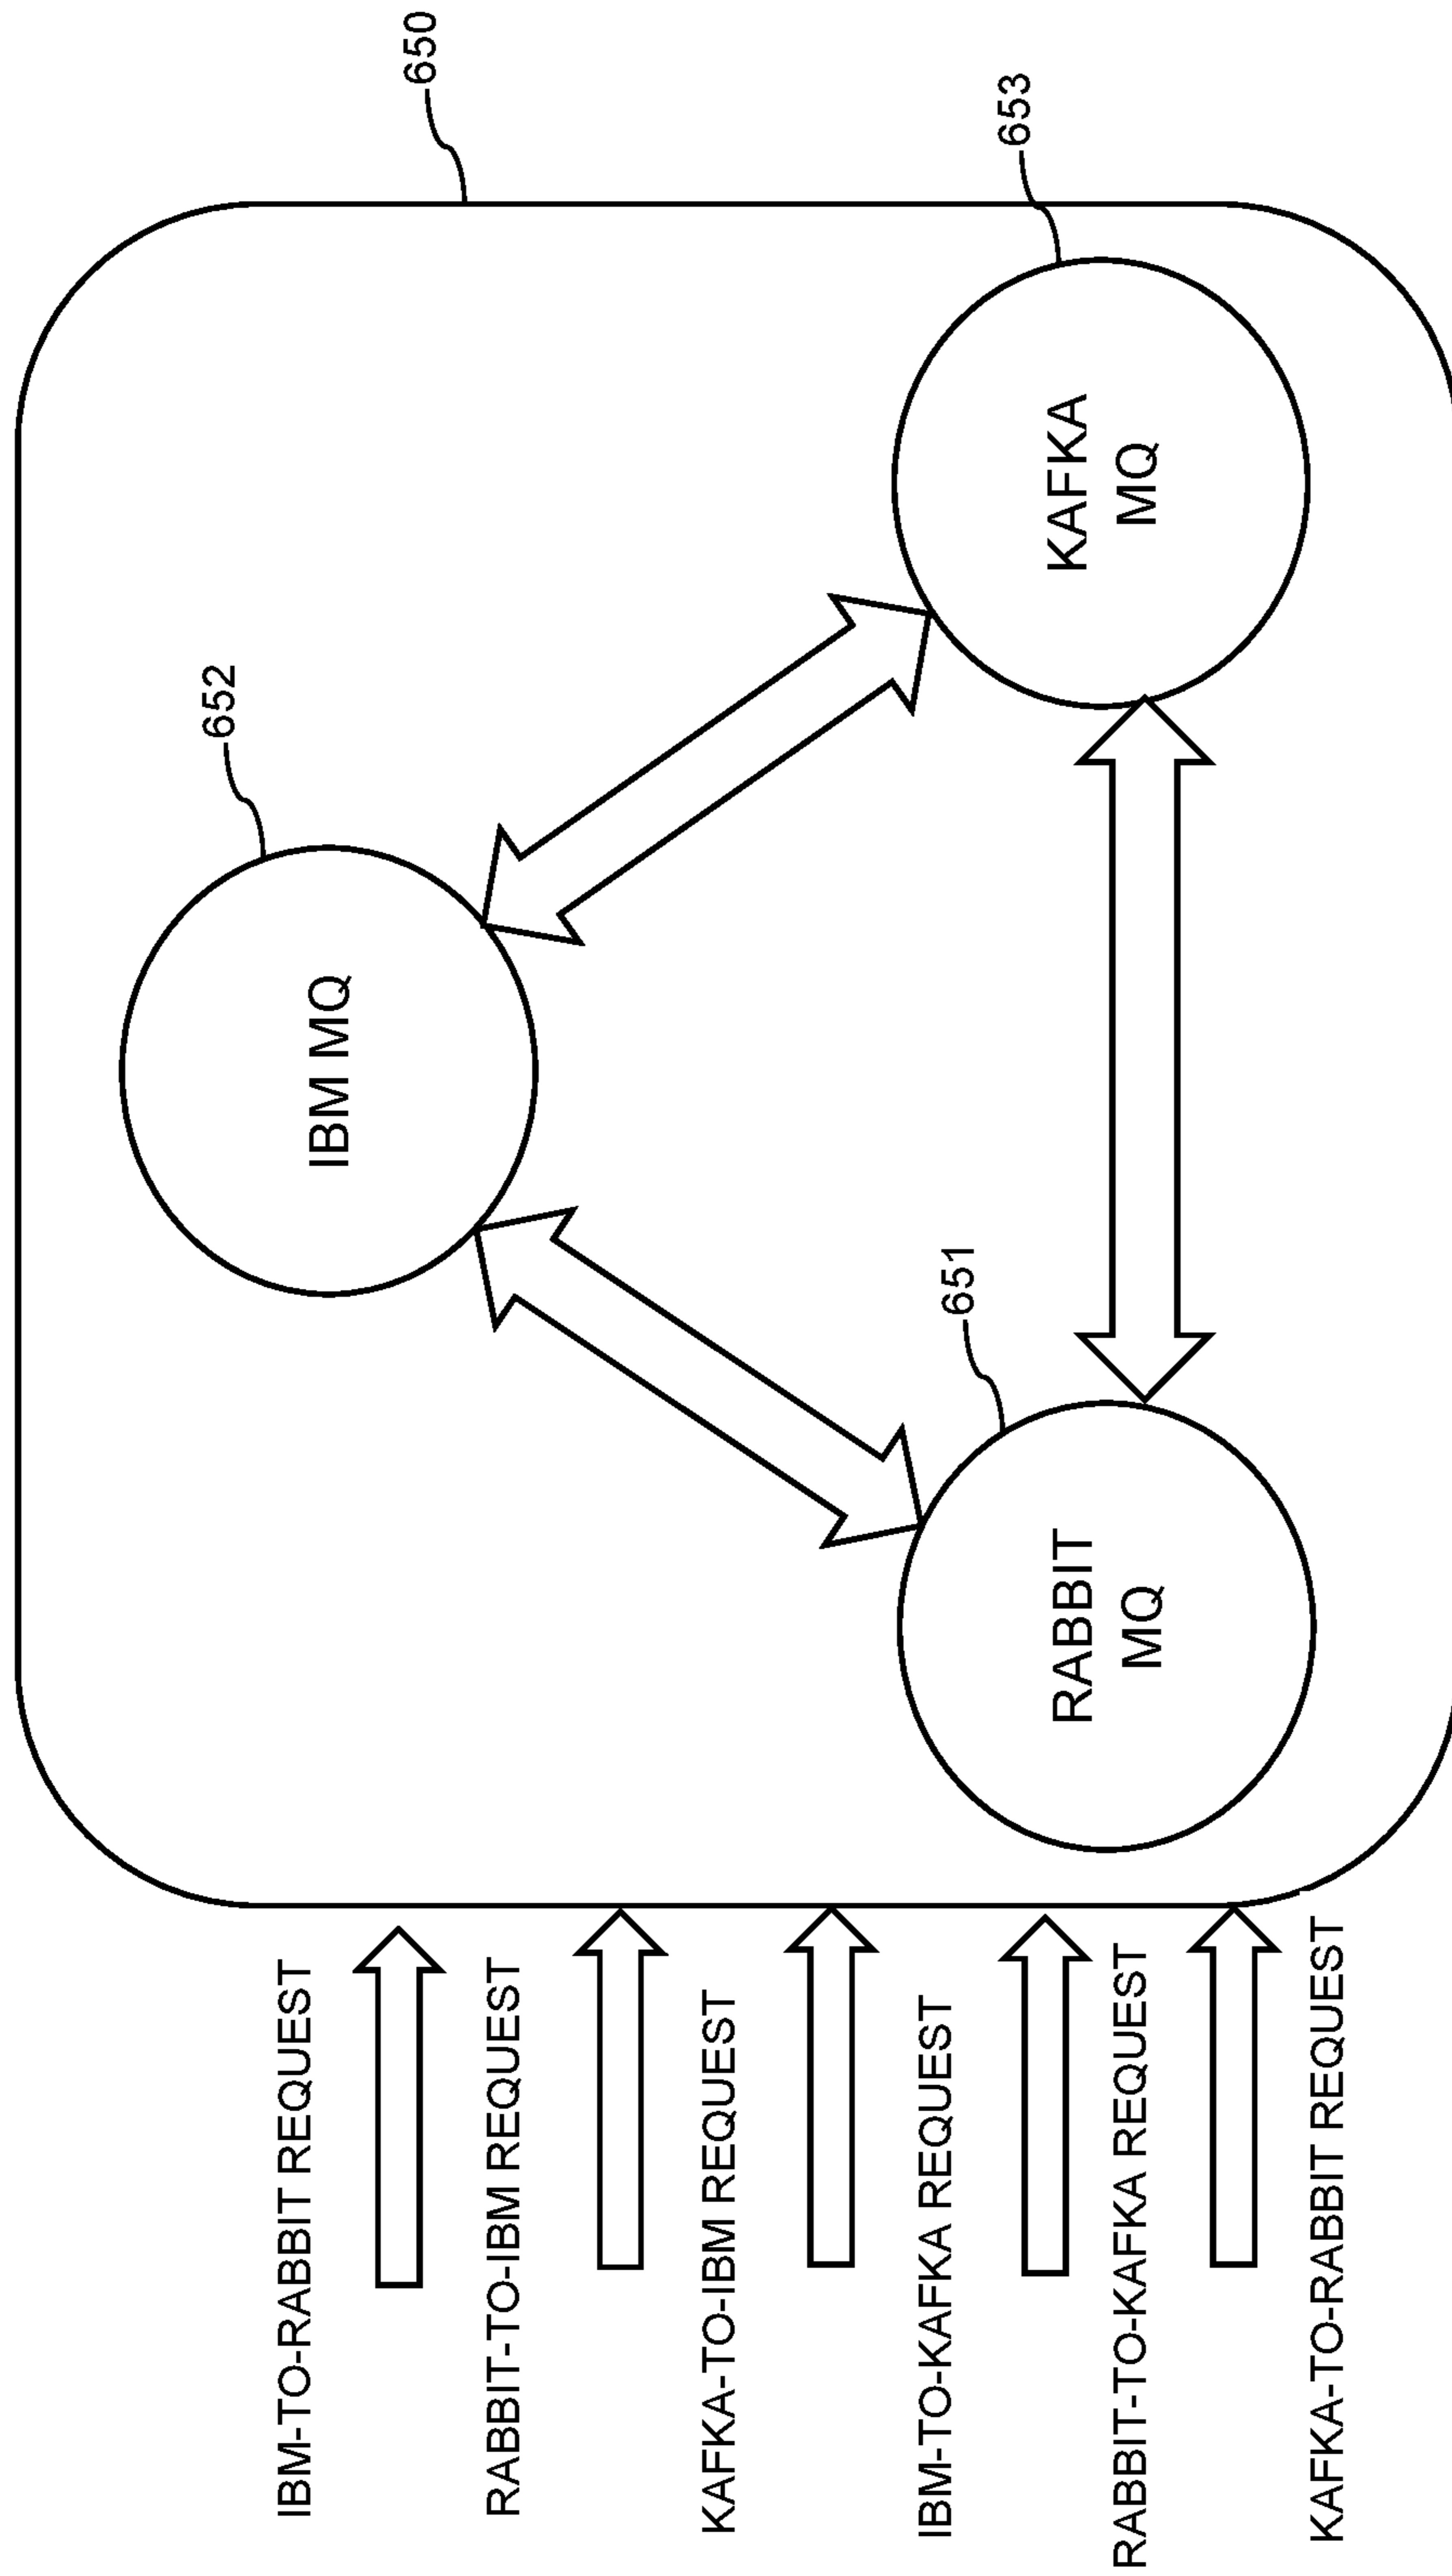 IBM-TO-RABBIT REQUEST
RABBIT-TO-IBM REQUEST
KAFKA-TO-IBM REQUEST
IBM-TO-KAFKA REQUEST
RABBIT-TO-KAFKA REQUEST
KAFKA-TO-RABBIT REQUEST
650
652
IBM MQ
651
RABBIT
MQ
653
KAFKA
MQ